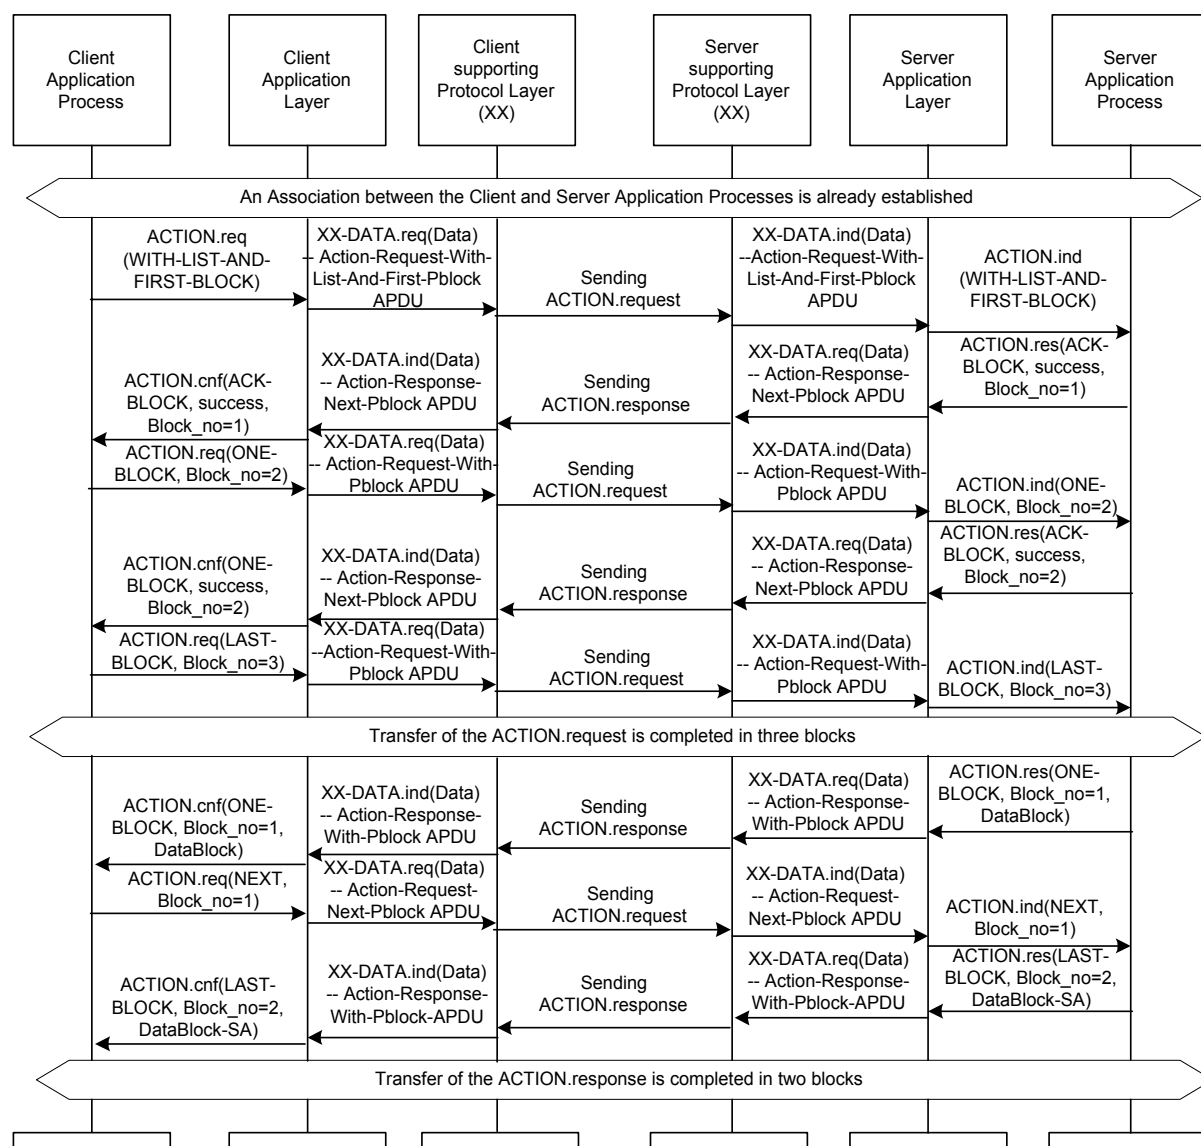 Client
Application
Process
Client
Application
Layer
Client
supporting
Protocol Layer
(XX)
Server
supporting
Protocol Layer
(XX)
Server
Application
Layer
Server
Application
Process
An Association between the Client and Server Application Processes is already established
ACTION.req
(WITH-LIST-AND-
FIRST-BLOCK)
XX-DATA.req(Data)
-- Action-Request-With-
List-And-First-Pblock
APDU
Sending
ACTION.request
XX-DATA.ind(Data)
--Action-Request-With-
List-And-First-Pblock
APDU
ACTION.ind
(WITH-LIST-AND-
FIRST-BLOCK)
ACTION.cnf(ACK-
BLOCK, success,
Block_no=1)
XX-DATA.ind(Data)
-- Action-Response-
Next-Pblock APDU
Sending
ACTION.response
XX-DATA.req(Data)
-- Action-Response-
Next-Pblock APDU
ACTION.res(ACK-
BLOCK, success,
Block_no=1)
ACTION.req(ONE-
BLOCK, Block_no=2)
XX-DATA.req(Data)
-- Action-Request-With-
Pblock APDU
Sending
ACTION.request
XX-DATA.ind(Data)
-- Action-Request-With-
Pblock APDU
ACTION.ind(ONE-
BLOCK, Block_no=2)
ACTION.cnf(ONE-
BLOCK, success,
Block_no=2)
XX-DATA.ind(Data)
-- Action-Response-
Next-Pblock APDU
Sending
ACTION.response
XX-DATA.req(Data)
-- Action-Response-
Next-Pblock APDU
ACTION.res(ACK-
BLOCK, success,
Block_no=2)
ACTION.req(LAST-
BLOCK, Block_no=3)
XX-DATA.req(Data)
--Action-Request-With-
Pblock APDU
Sending
ACTION.request
XX-DATA.ind(Data)
-- Action-Request-With-
Pblock APDU
ACTION.ind(LAST-
BLOCK, Block_no=3)
Transfer of the ACTION.request is completed in three blocks
ACTION.cnf(ONE-
BLOCK, Block_no=1,
DataBlock)
XX-DATA.ind(Data)
-- Action-Response-
With-Pblock APDU
Sending
ACTION.response
XX-DATA.req(Data)
-- Action-Response-
With-Pblock APDU
ACTION.res(ONE-
BLOCK, Block_no=1,
DataBlock)
ACTION.req(NEXT,
Block_no=1)
XX-DATA.req(Data)
-- Action-Request-
Next-Pblock APDU
Sending
ACTION.request
XX-DATA.ind(Data)
-- Action-Request-
Next-Pblock APDU
ACTION.ind(NEXT,
Block_no=1)
ACTION.cnf(LAST-
BLOCK, Block_no=2,
DataBlock-SA)
XX-DATA.ind(Data)
-- Action-Response-
With-Pblock-APDU
Sending
ACTION.response
XX-DATA.req(Data)
-- Action-Response-
With-Pblock-APDU
ACTION.res(LAST-
BLOCK, Block_no=2,
DataBlock-SA)
Transfer of the ACTION.response is completed in two blocks